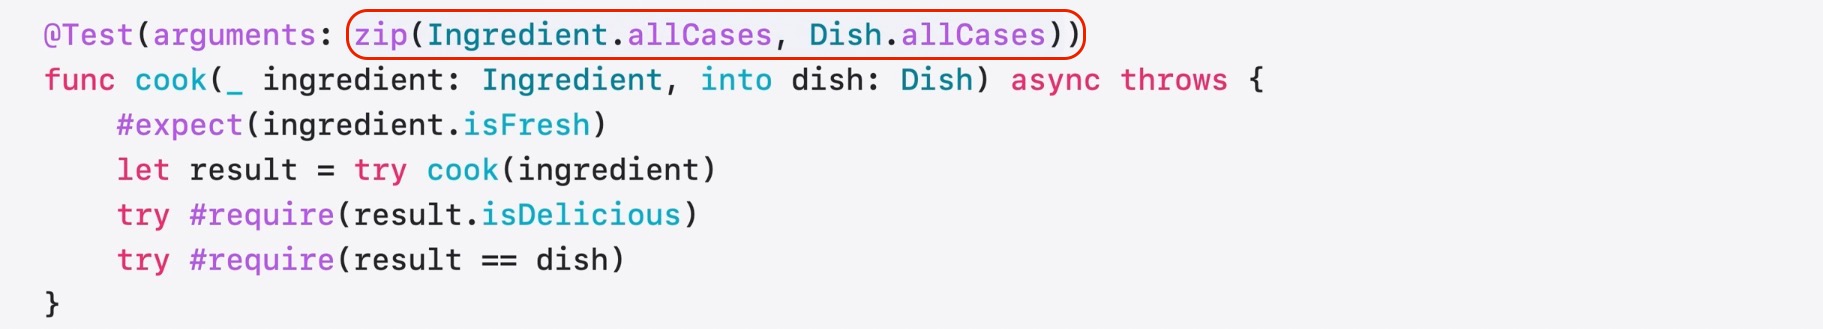 @Test(arguments: zip(Ingredient.allCases, Dish.allCases))
func cook(_ ingredient: Ingredient, into dish: Dish) async throws {
    #expect(ingredient.isFresh)
    let result = try cook(ingredient)
    try #require(result.isDelicious)
    try #require(result == dish)
}